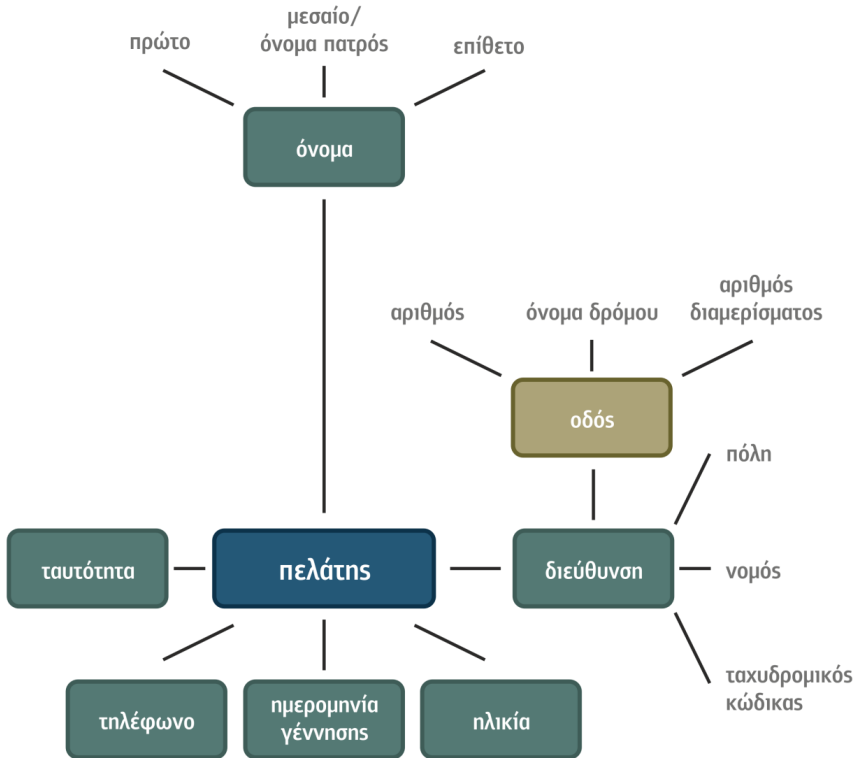 πρώτο
μεσαίο/
όνομα πατρός
επίθετο
όνομα
αριθμός
όνομα δρόμου
αριθμός
διαμερίσματος
οδός
πόλη
ταυτότητα
πελάτης
διεύθυνση
νομός
ταχυδρομικός
κώδικας
τηλέφωνο
ημερομηνία
γέννησης
ηλικία